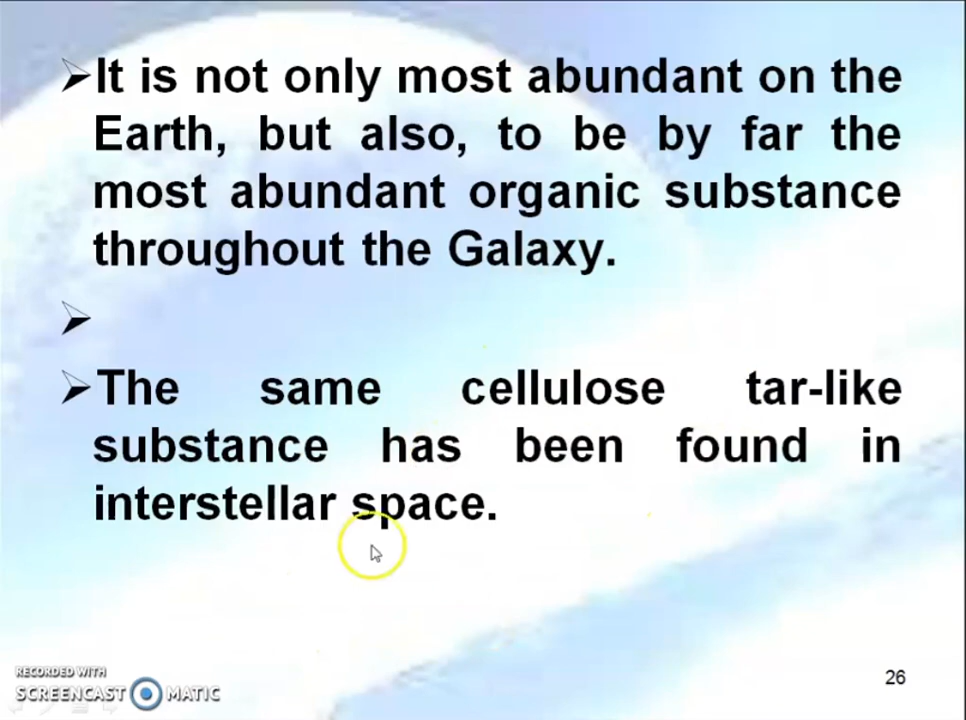 It is not only most abundant on the
Earth, but also, to be by far the
most abundant organic substance
throughout the Galaxy.
The same cellulose tar-like
substance has been found in
interstellar space.
RECORDED WITH
SCREENCAST MATIC
26